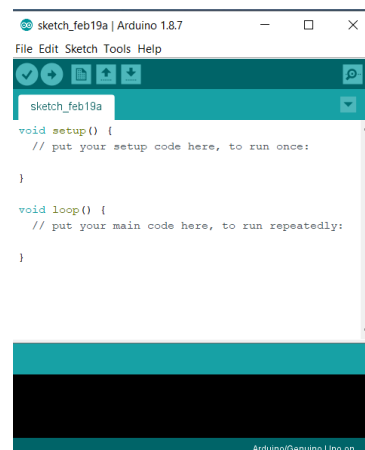 sketch_feb19a | Arduino 1.8.7
File Edit Sketch Tools Help
sketch_feb19a
void setup() {
  // put your setup code here, to run once:
}
void loop() {
  // put your main code here, to run repeatedly:
}
Arduino/Genuino Uno on